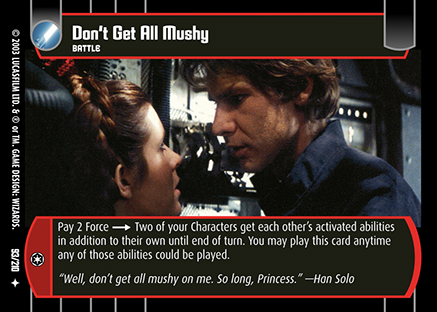 Don't Get All Mushy
BATTLE
© 2003 LUCASFILM LTD. & ® or TM. GAME DESIGN: WIZARDS.
93/210
Pay 2 Force → Two of your Characters get each other's activated abilities
in addition to their own until end of turn. You may play this card anytime
any of those abilities could be played.
“Well, don't get all mushy on me. So long, Princess.” —Han Solo